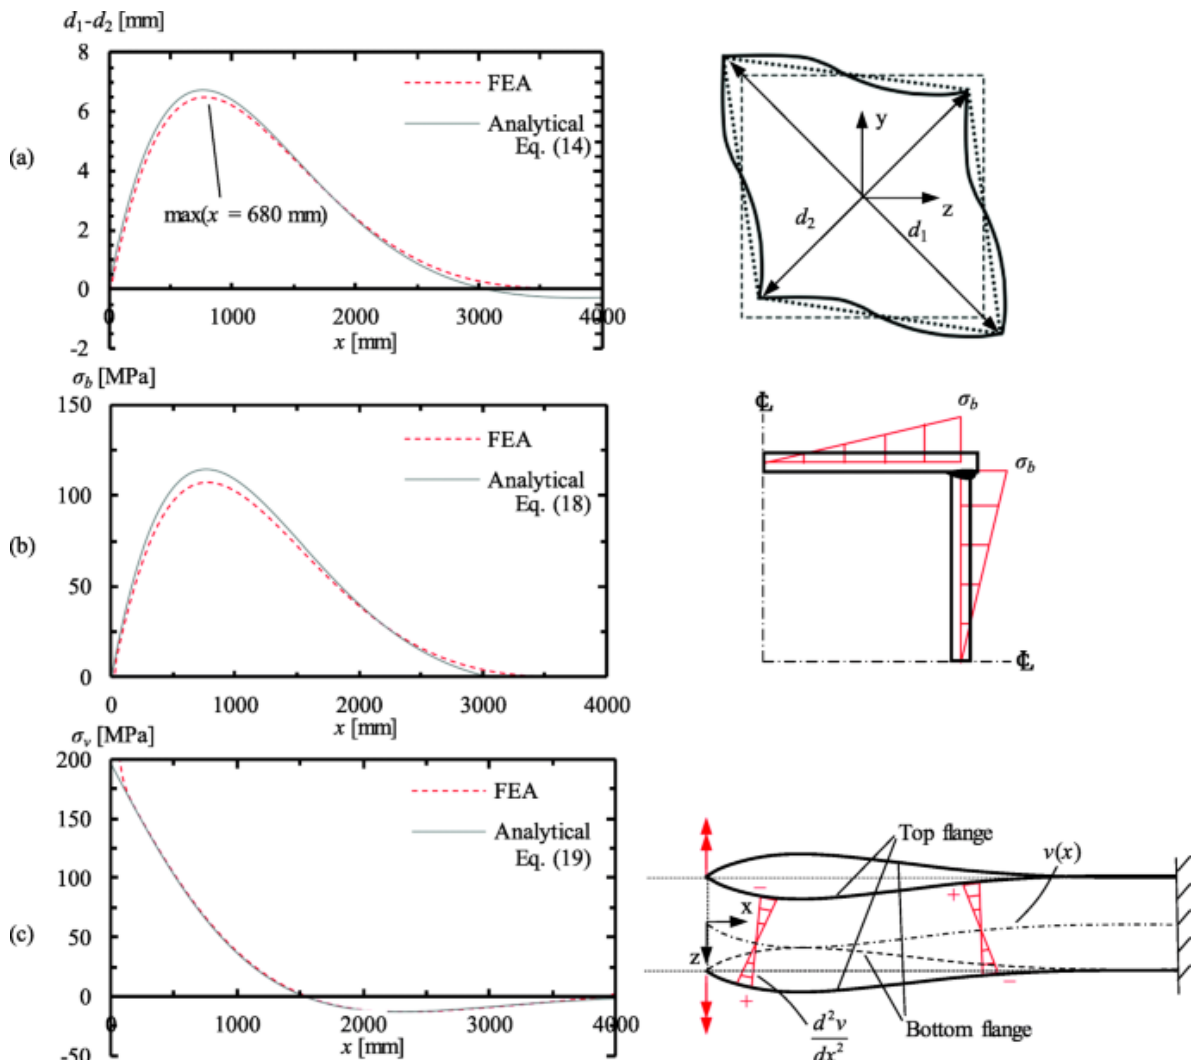 d₁-d₂ [mm]
8
6
4
2
0
-2
FEA
Analytical
Eq. (14)
max(x = 680 mm)
(a)
0 1000 2000 3000 4000
x [mm]
y
z
d₂
d₁
σb [MPa]
150
100
50
0
FEA
Analytical
Eq. (18)
(b)
0 1000 2000 3000 4000
x [mm]
℄
σb
σb
℄
σv [MPa]
200
150
100
50
0
-50
FEA
Analytical
Eq. (19)
(c)
0 1000 2000 3000 4000
x [mm]
Top flange
v(x)
− +
x
z
+ −
d²v
dx²
Bottom flange